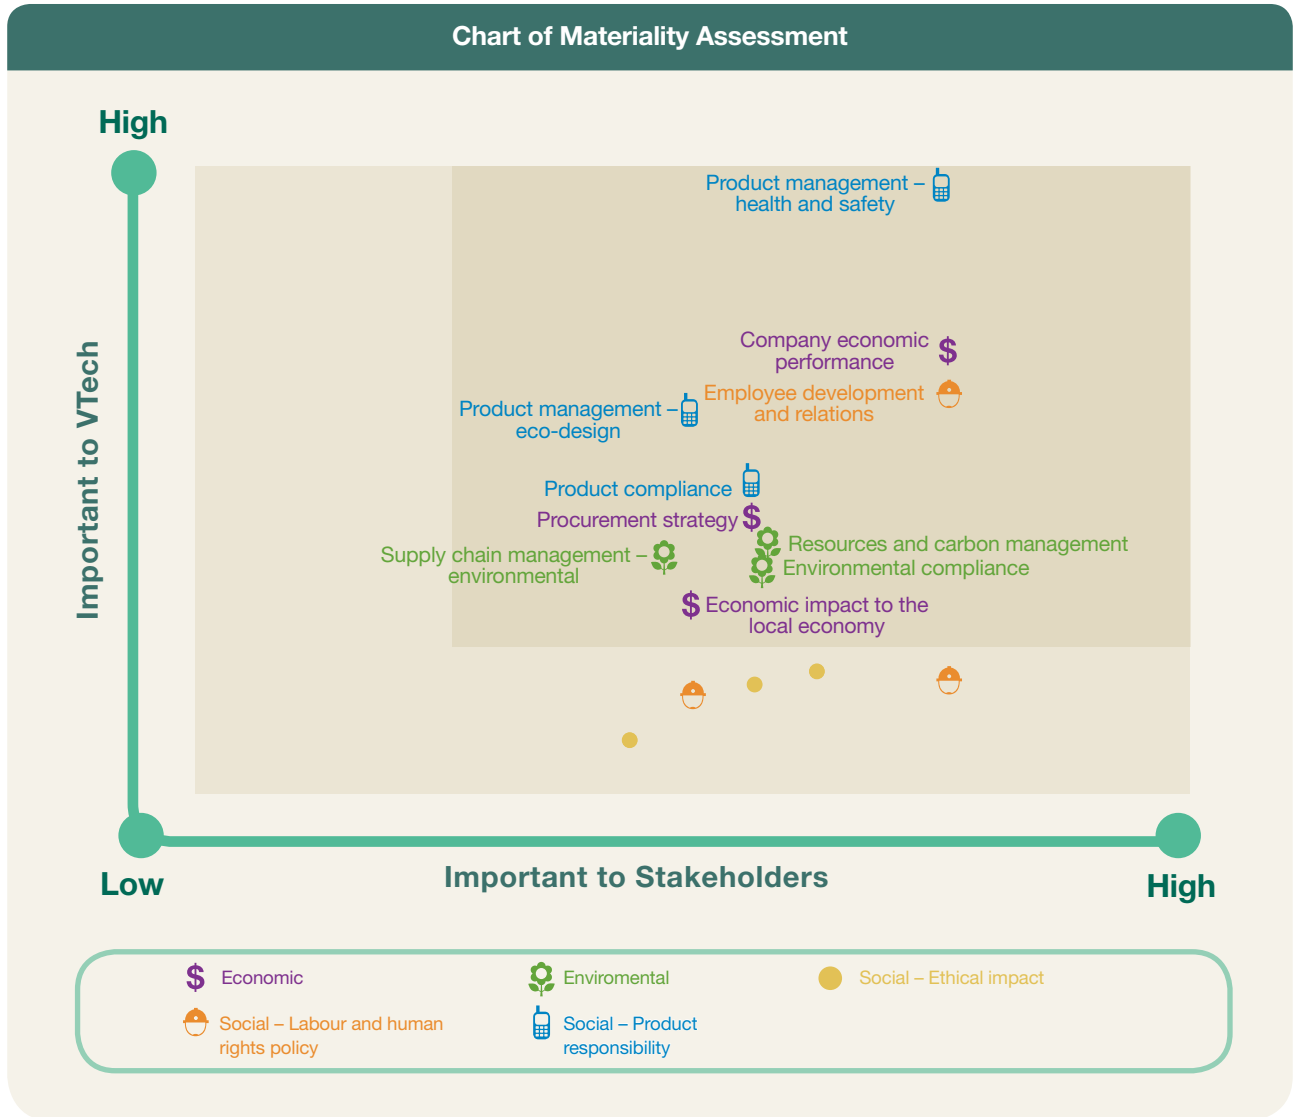 Chart of Materiality Assessment
High
Product management –
health and safety
Company economic
performance
Employee development
and relations
Product management –
eco-design
Product compliance
Procurement strategy
Resources and carbon management
Supply chain management –
environmental
Environmental compliance
Economic impact to the
local economy
Important to VTech
Low
Important to Stakeholders
High
$ Economic
Enviromental
Social – Ethical impact
Social – Labour and human
rights policy
Social – Product
responsibility